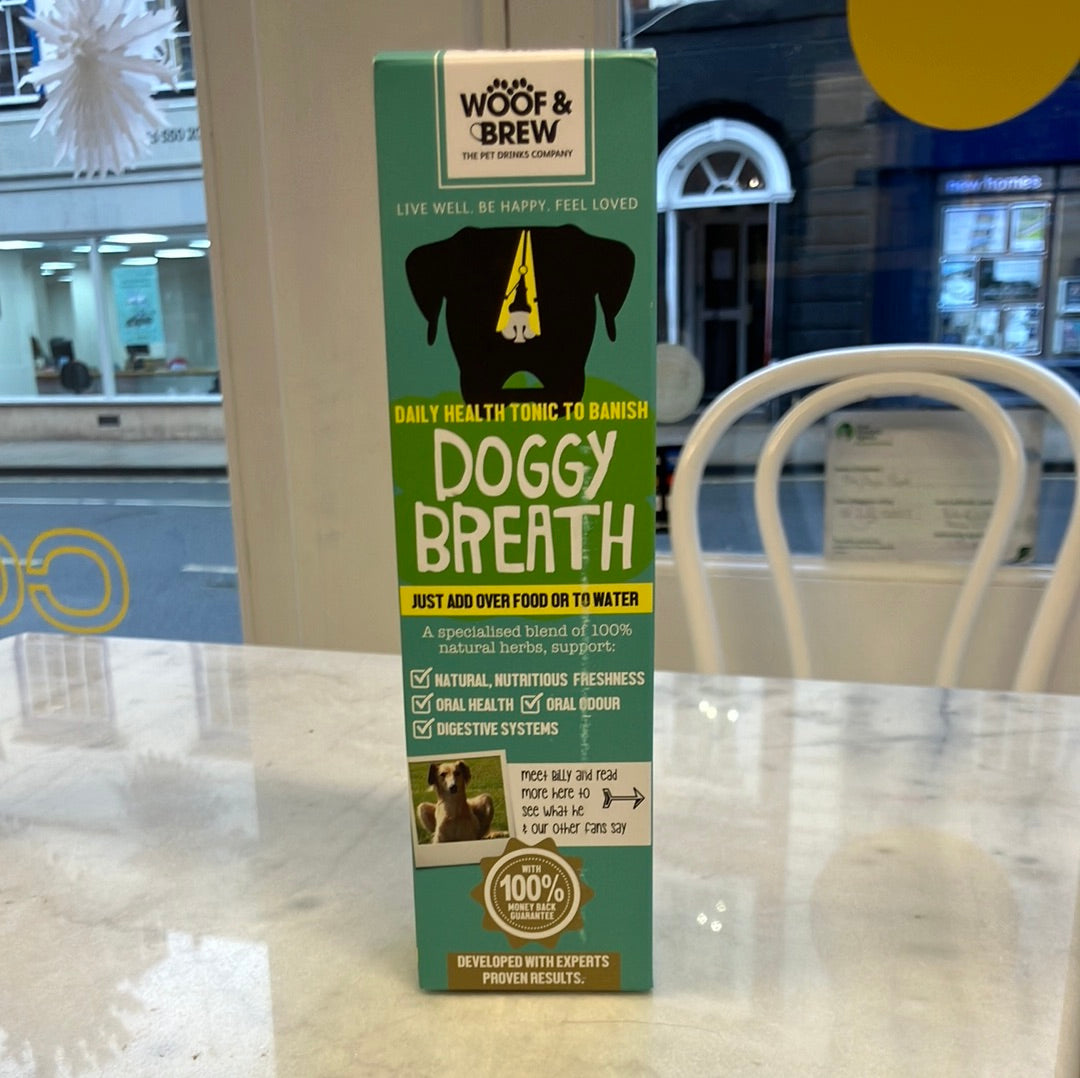 WOOF &
BREW
THE PET DRINKS COMPANY
LIVE WELL. BE HAPPY. FEEL LOVED
DAILY HEALTH TONIC TO BANISH
DOGGY
BREATH
JUST ADD OVER FOOD OR TO WATER
A specialised blend of 100%
natural herbs, support:
NATURAL, NUTRITIOUS FRESHNESS
ORAL HEALTH ORAL ODOUR
DIGESTIVE SYSTEMS
meet Billy and read
more here to
see what he
& our other fans say
WITH
100%
MONEY BACK
GUARANTEE
DEVELOPED WITH EXPERTS
PROVEN RESULTS.
new homes